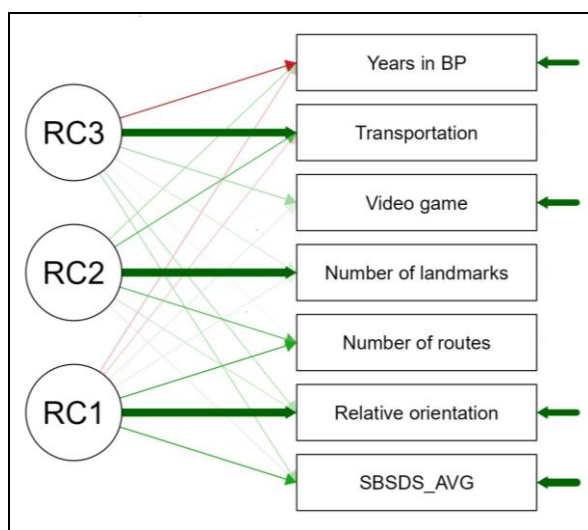 Years in BP
RC3
Transportation
Video game
RC2
Number of landmarks
Number of routes
RC1
Relative orientation
SBSDS_AVG